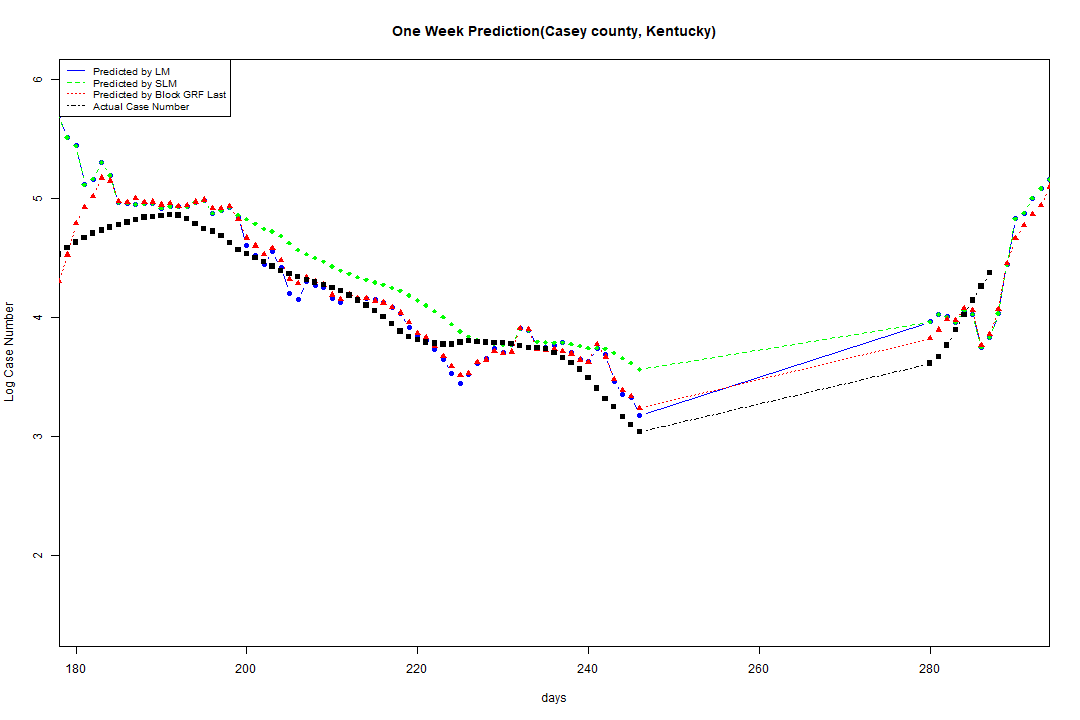 One Week Prediction(Casey county, Kentucky)
Predicted by LM
Predicted by SLM
Predicted by Block GRF Last
Actual Case Number
6
5
4
3
2
Log Case Number
180 200 220 240 260 280
days